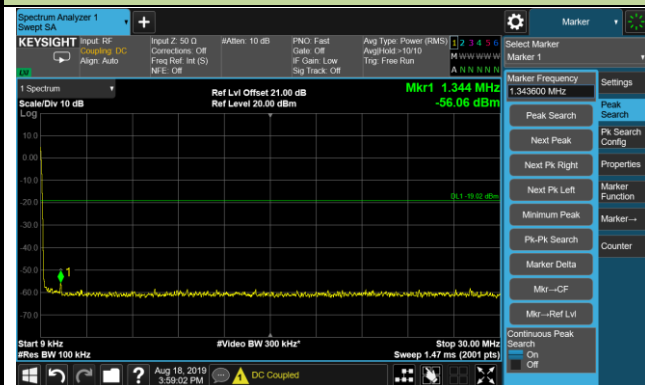 Spectrum Analyzer 1
Swept SA
+
Marker
KEYSIGHT
Input: RF
Coupling: DC
Align: Auto
Input Z: 50 Ω
Corrections: Off
Freq Ref: Int (S)
NFE: Off
#Atten: 10 dB
PNO: Fast
Gate: Off
IF Gain: Low
Sig Track: Off
Avg Type: Power (RMS)
Avg|Hold:>10/10
Trig: Free Run
1 2 3 4 5 6
M W W W W W
A N N N N N
LV
Select Marker
Marker 1
1 Spectrum
Scale/Div 10 dB
Log
Ref Lvl Offset 21.00 dB
Ref Level 20.00 dBm
Mkr1 1.344 MHz
-56.06 dBm
10.0
0.00
-10.0
-20.0
-30.0
-40.0
-50.0
-60.0
-70.0
DL1 -19.02 dBm
1
Start 9 kHz
#Res BW 100 kHz
#Video BW 300 kHz*
Stop 30.00 MHz
Sweep 1.47 ms (2001 pts)
Marker Frequency
1.343600 MHz
Peak Search
Next Peak
Next Pk Right
Next Pk Left
Minimum Peak
Pk-Pk Search
Marker Delta
Mkr→CF
Mkr→Ref Lvl
Continuous Peak
Search
On
Off
Settings
Peak
Search
Pk Search
Config
Properties
Marker
Function
Marker→
Counter
?
Aug 18, 2019
3:59:02 PM
DC Coupled